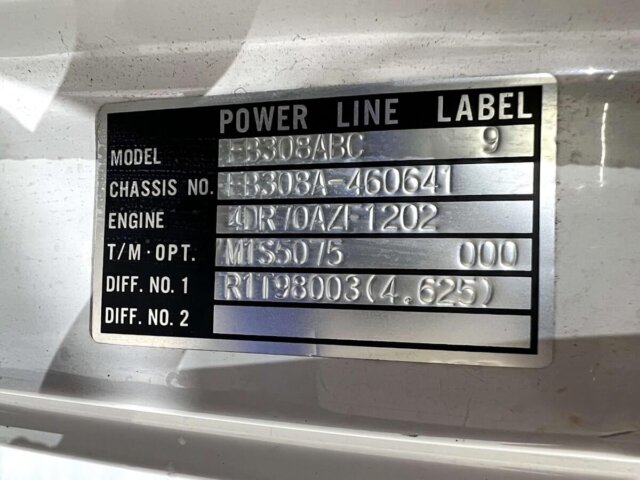 POWER LINE LABEL
MODEL FB308ABC 9
CHASSIS NO. FB308A-460641
ENGINE 4DR70AZF1202
T/M·OPT. M1S5075 000
DIFF. NO. 1 R1T98003(4.625)
DIFF. NO. 2